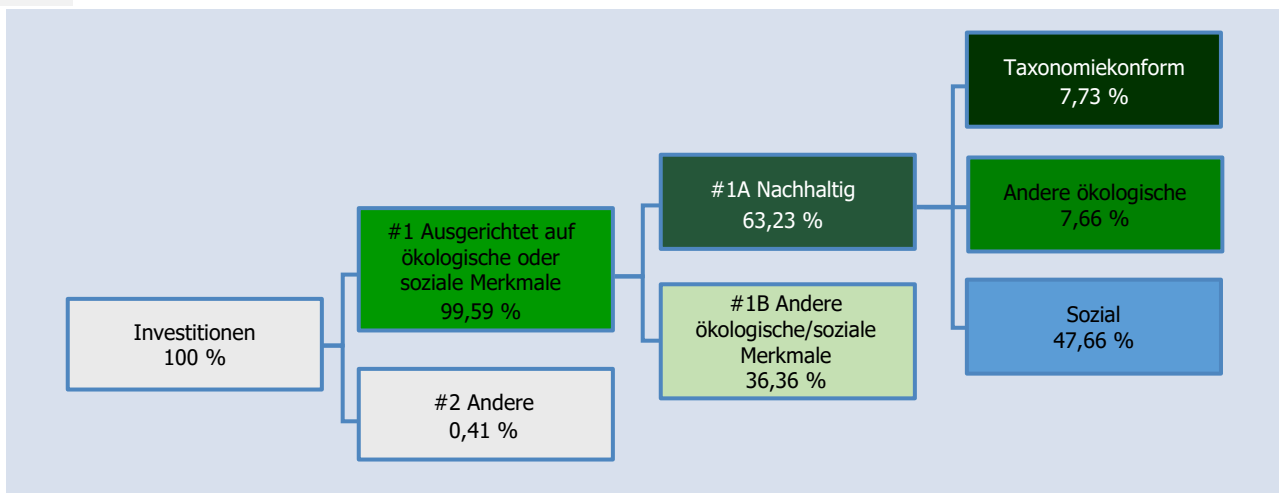 Investitionen
100 %
#1 Ausgerichtet auf
ökologische oder
soziale Merkmale
99,59 %
#2 Andere
0,41 %
#1A Nachhaltig
63,23 %
#1B Andere
ökologische/soziale
Merkmale
36,36 %
Taxonomiekonform
7,73 %
Andere ökologische
7,66 %
Sozial
47,66 %